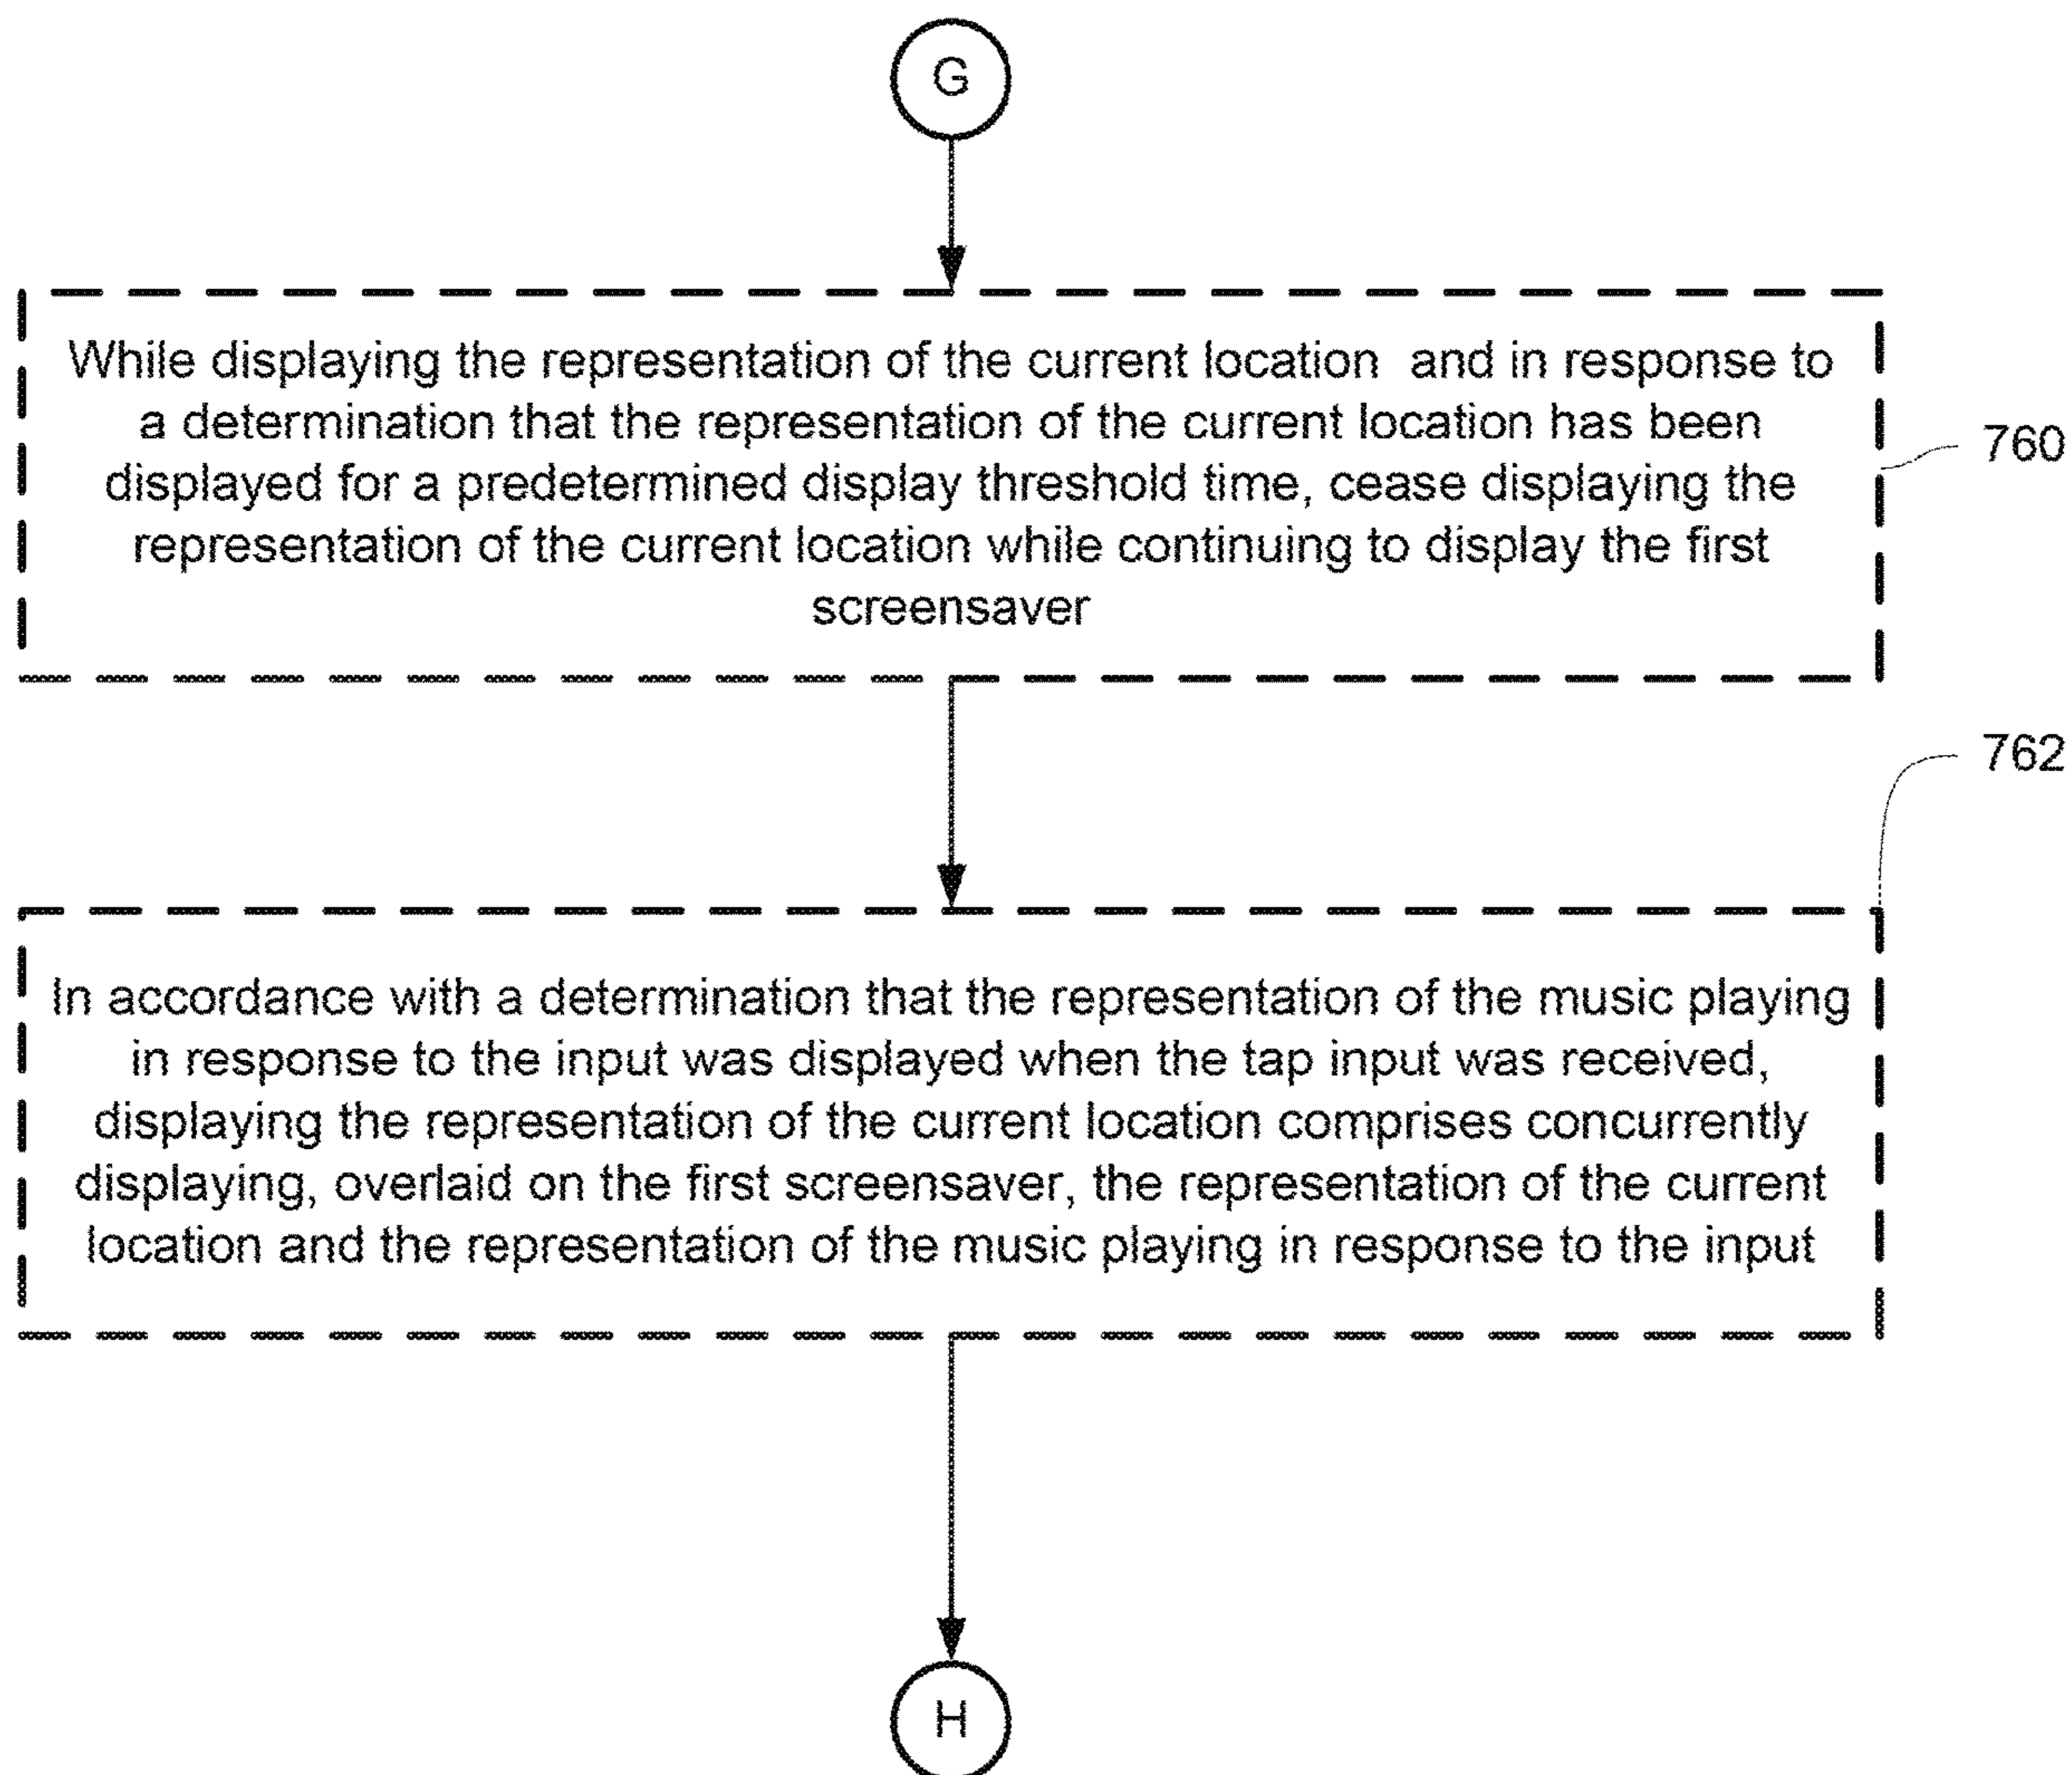 G
While displaying the representation of the current location and in response to
a determination that the representation of the current location has been
displayed for a predetermined display threshold time, cease displaying the
representation of the current location while continuing to display the first
screensaver
760
762
In accordance with a determination that the representation of the music playing
in response to the input was displayed when the tap input was received,
displaying the representation of the current location comprises concurrently
displaying, overlaid on the first screensaver, the representation of the current
location and the representation of the music playing in response to the input
H